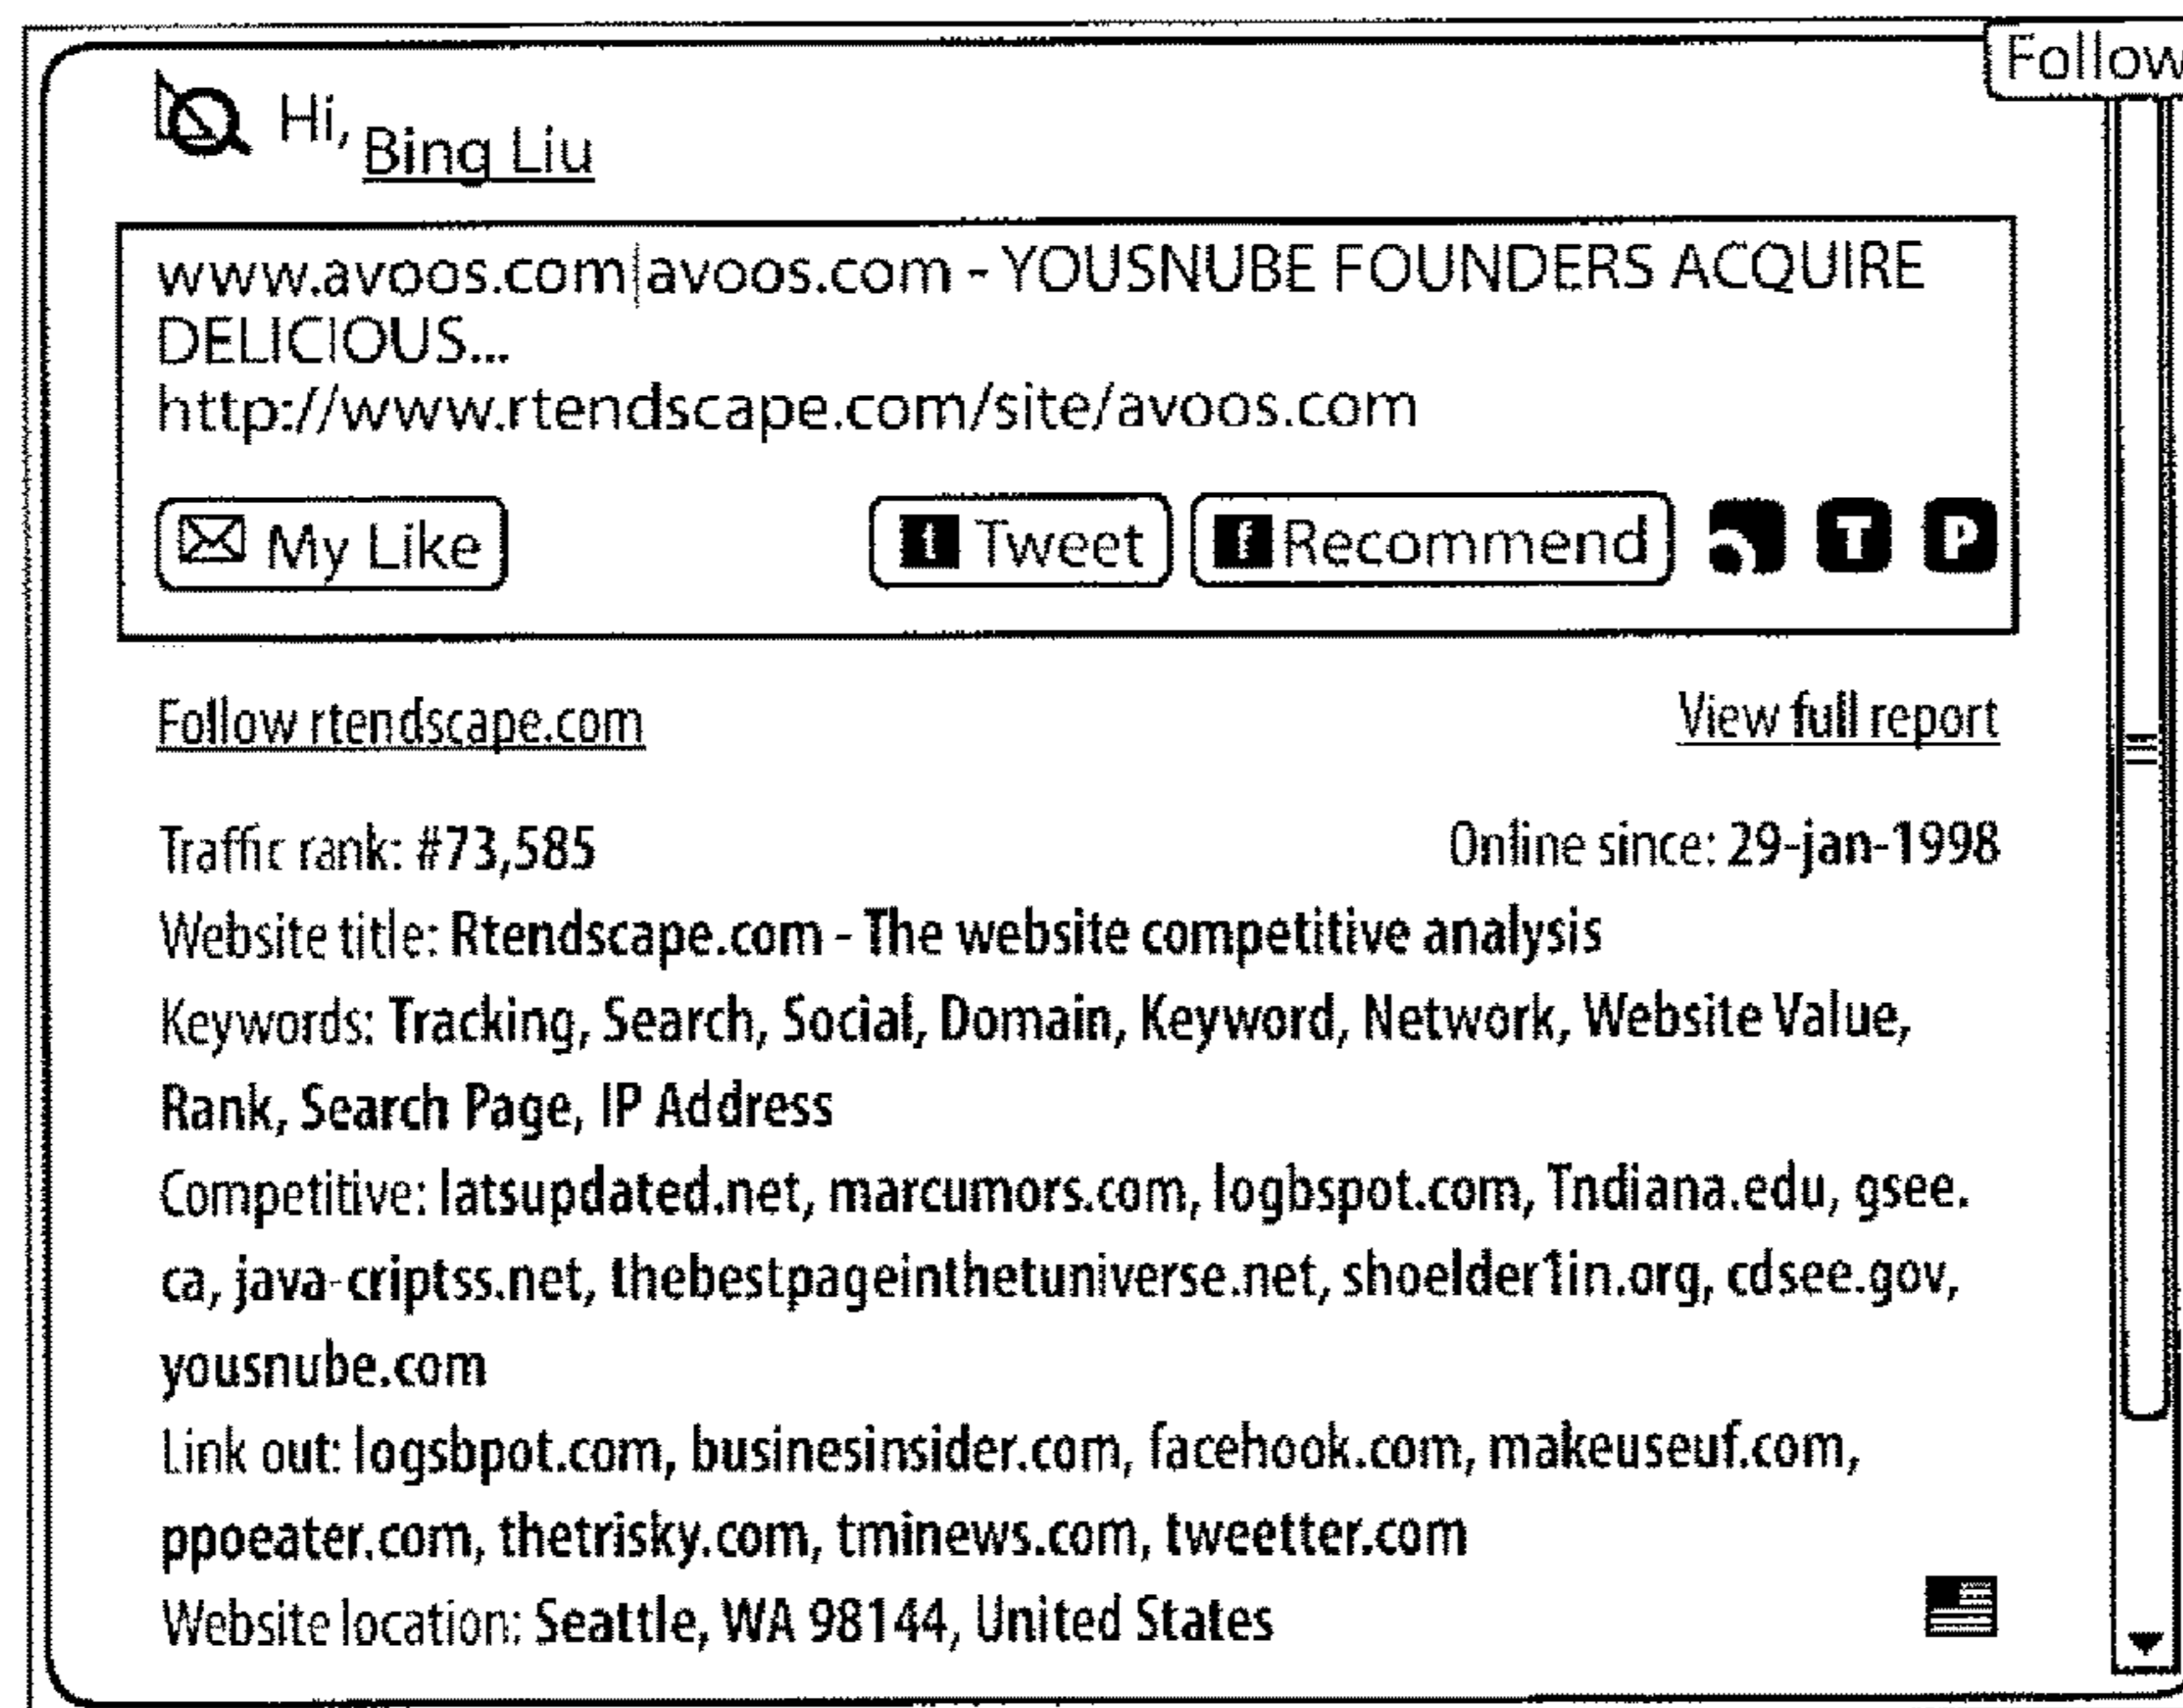 Follow
Hi, Bing Liu
www.avoos.com|avoos.com - YOUSNUBE FOUNDERS ACQUIRE
DELICIOUS...
http://www.rtendscape.com/site/avoos.com
My Like t Tweet f Recommend T P
Follow rtendscape.com View full report
Traffic rank: #73,585 Online since: 29-jan-1998
Website title: Rtendscape.com - The website competitive analysis
Keywords: Tracking, Search, Social, Domain, Keyword, Network, Website Value,
Rank, Search Page, IP Address
Competitive: latsupdated.net, marcumors.com, logbspot.com, Tndiana.edu, gsee.
ca, java-criptss.net, thebestpageinthetuniverse.net, shoelder1in.org, cdsee.gov,
yousnube.com
Link out: logsbpot.com, businesinsider.com, facehook.com, makeuseuf.com,
ppoeater.com, thetrisky.com, tminews.com, tweetter.com
Website location: Seattle, WA 98144, United States